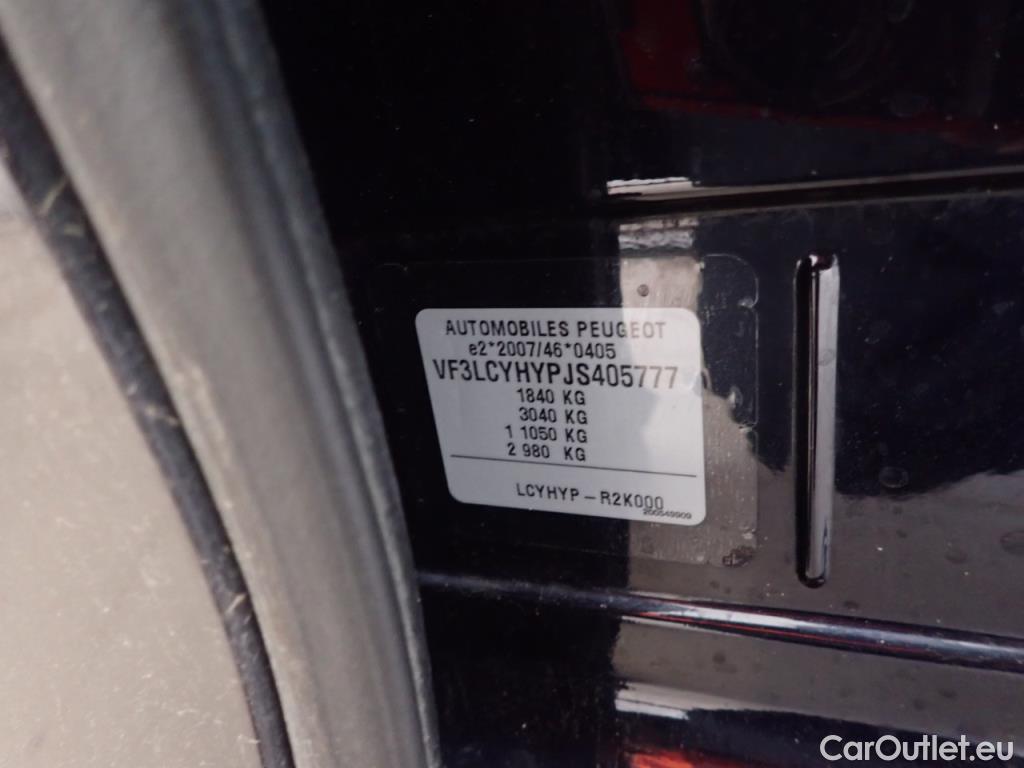 AUTOMOBILES PEUGEOT
e2*2007/46*0405
VF3LCYHYPJS405777
1840 KG
3040 KG
1 1050 KG
2 980 KG
LCYHYP-R2K000
200549909
CarOutlet.eu